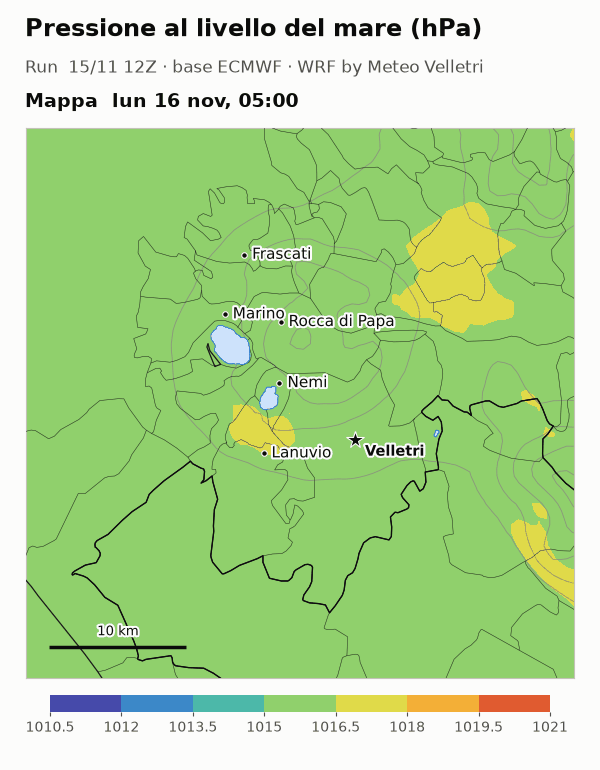 Pressione al livello del mare (hPa)
Run  15/11 12Z · base ECMWF · WRF by Meteo Velletri
Mappa  lun 16 nov, 05:00
Frascati
Marino
Rocca di Papa
Nemi
Velletri
Lanuvio
10 km
1010.5 1012 1013.5 1015 1016.5 1018 1019.5 1021